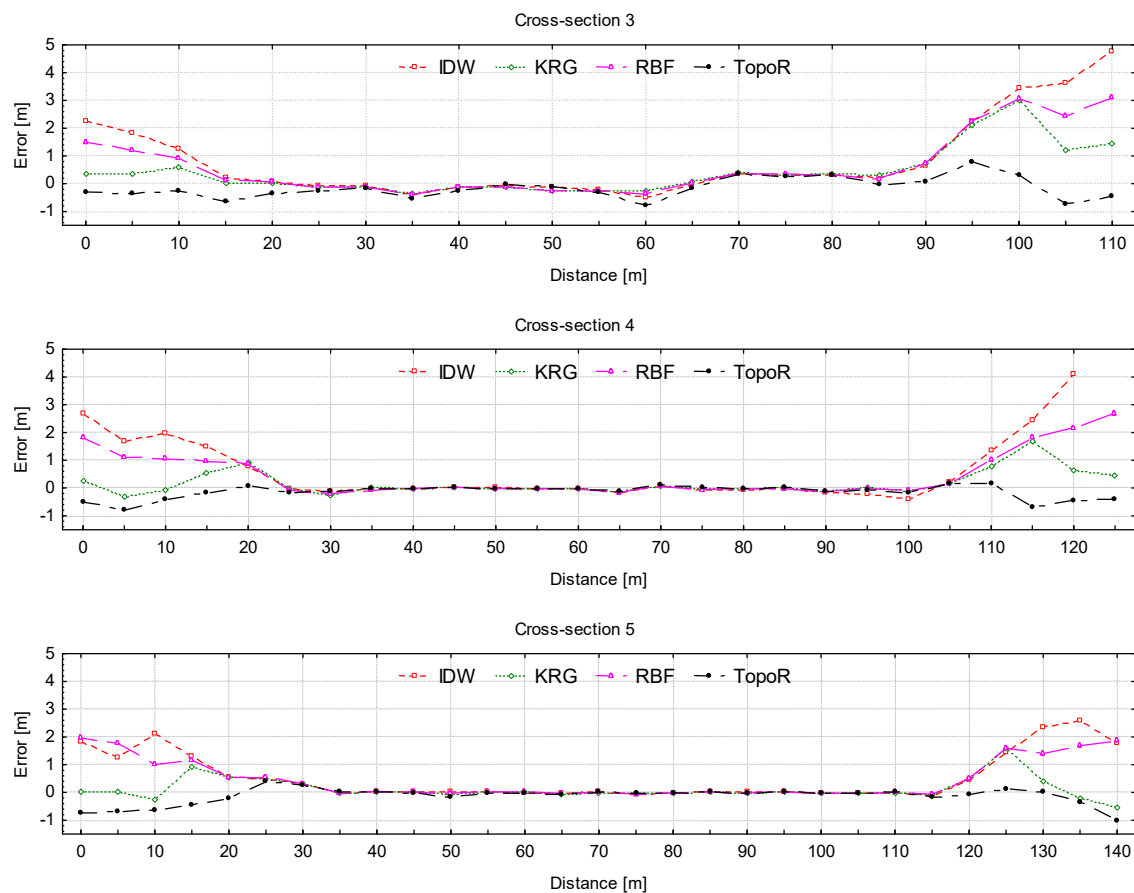 Cross-section 3
5
4
3
2
1
0
-1
Error [m]
IDW KRG RBF TopoR
0 10 20 30 40 50 60 70 80 90 100 110
Distance [m]
Cross-section 4
5
4
3
2
1
0
1
Error [m]
IDW KRG RBF TopoR
0 10 20 30 40 50 60 70 80 90 100 110 120
Distance [m]
Cross-section 5
5
4
3
2
1
0
-1
Error [m]
IDW KRG RBF TopoR
0 10 20 30 40 50 60 70 80 90 100 110 120 130 140
Distance [m]